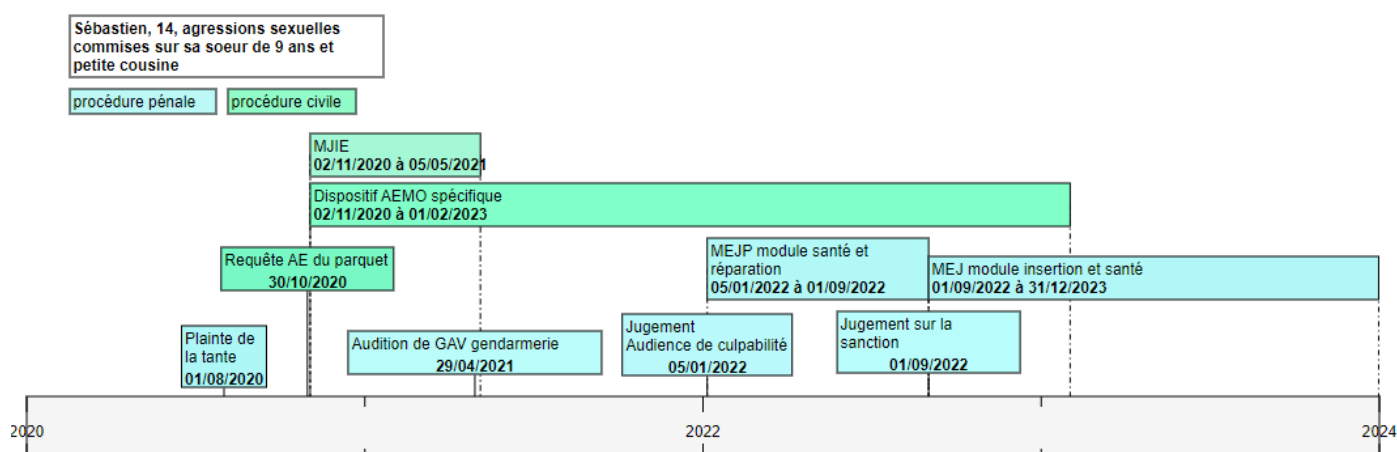 Sébastien, 14, agressions sexuelles
commises sur sa soeur de 9 ans et
petite cousine
procédure pénale
procédure civile
MJIE
02/11/2020 à 05/05/2021
Dispositif AEMO spécifique
02/11/2020 à 01/02/2023
Requête AE du parquet
30/10/2020
MEJP module santé et
réparation
05/01/2022 à 01/09/2022
MEJ module insertion et santé
01/09/2022 à 31/12/2023
Plainte de
la tante
01/08/2020
Audition de GAV gendarmerie
29/04/2021
Jugement
Audience de culpabilité
05/01/2022
Jugement sur la
sanction
01/09/2022
2020
2022
2024